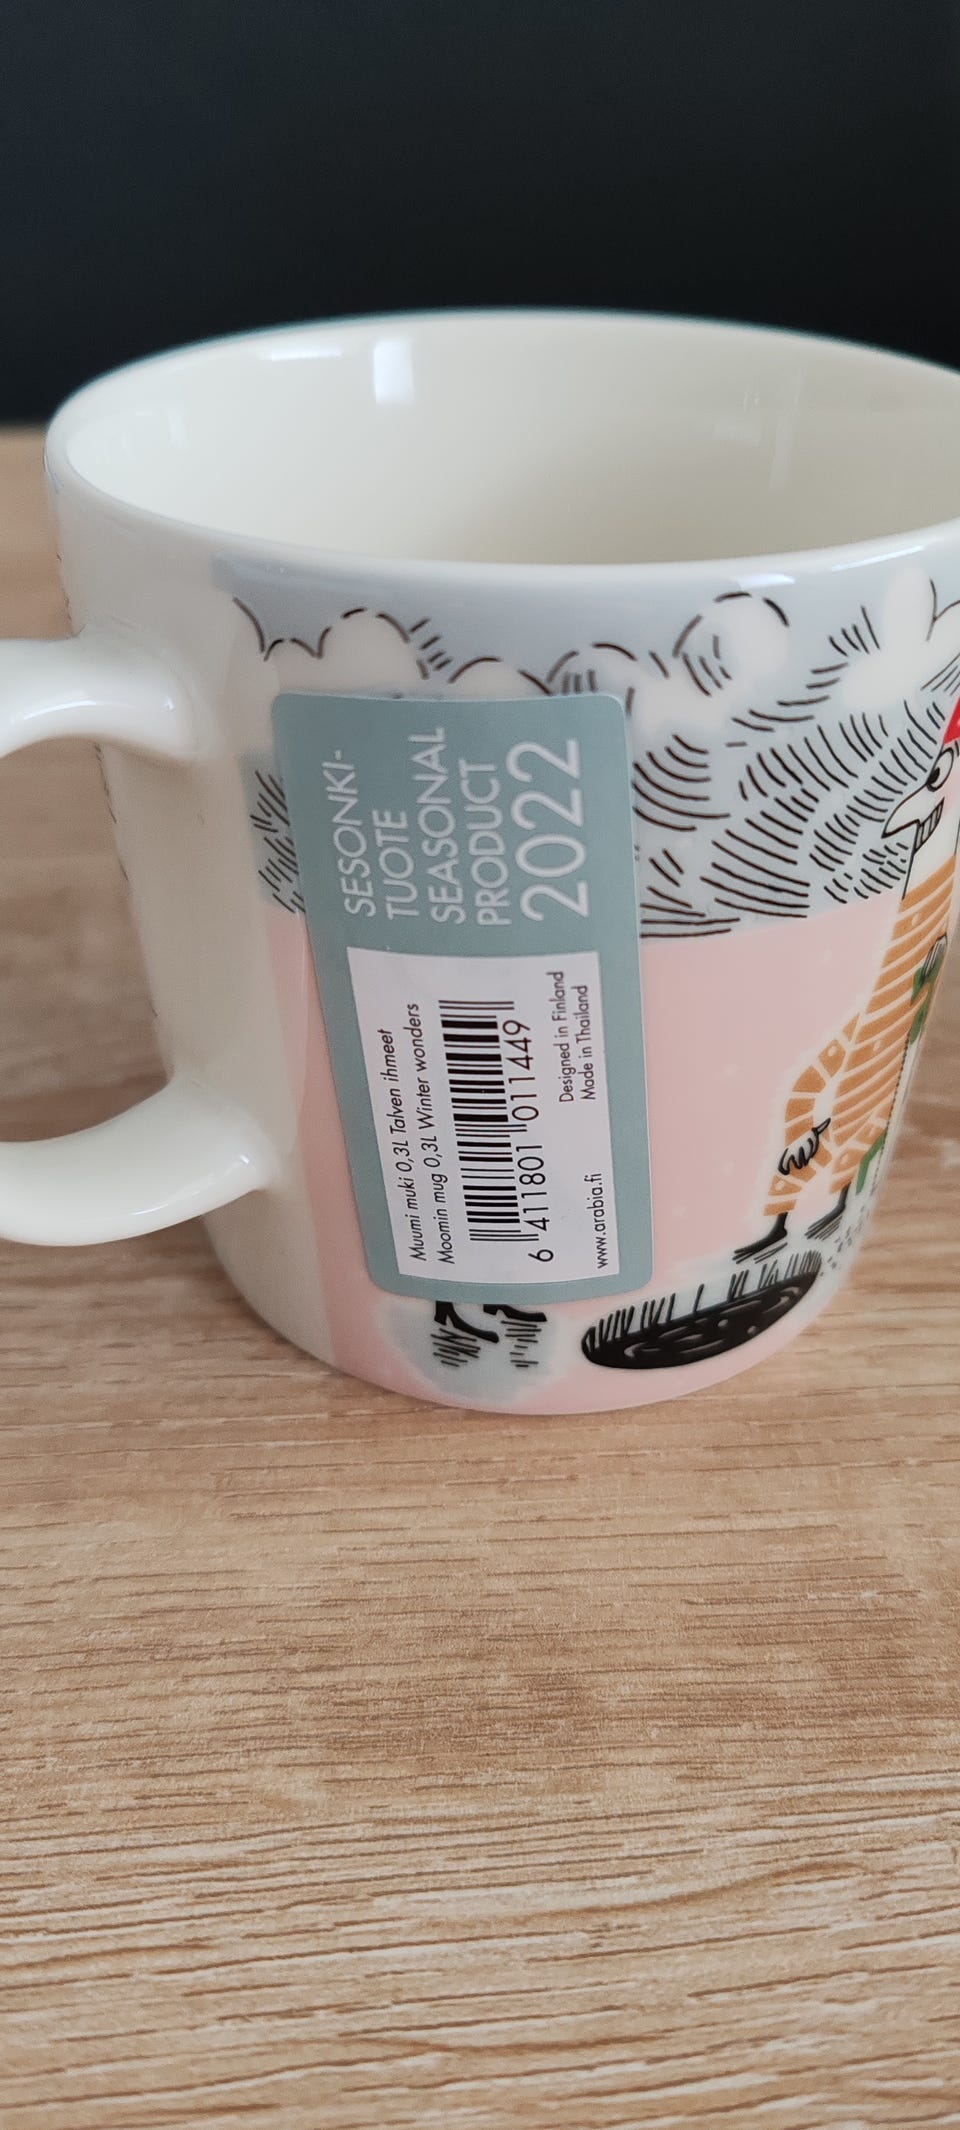 SESONKI-
TUOTE
SEASONAL
PRODUCT
2022
Muumi muki 0,3L Talven ihmeet
Moomin mug 0,3L Winter wonders
6 411801 011449
Designed in Finland
Made in Thailand
www.arabia.fi